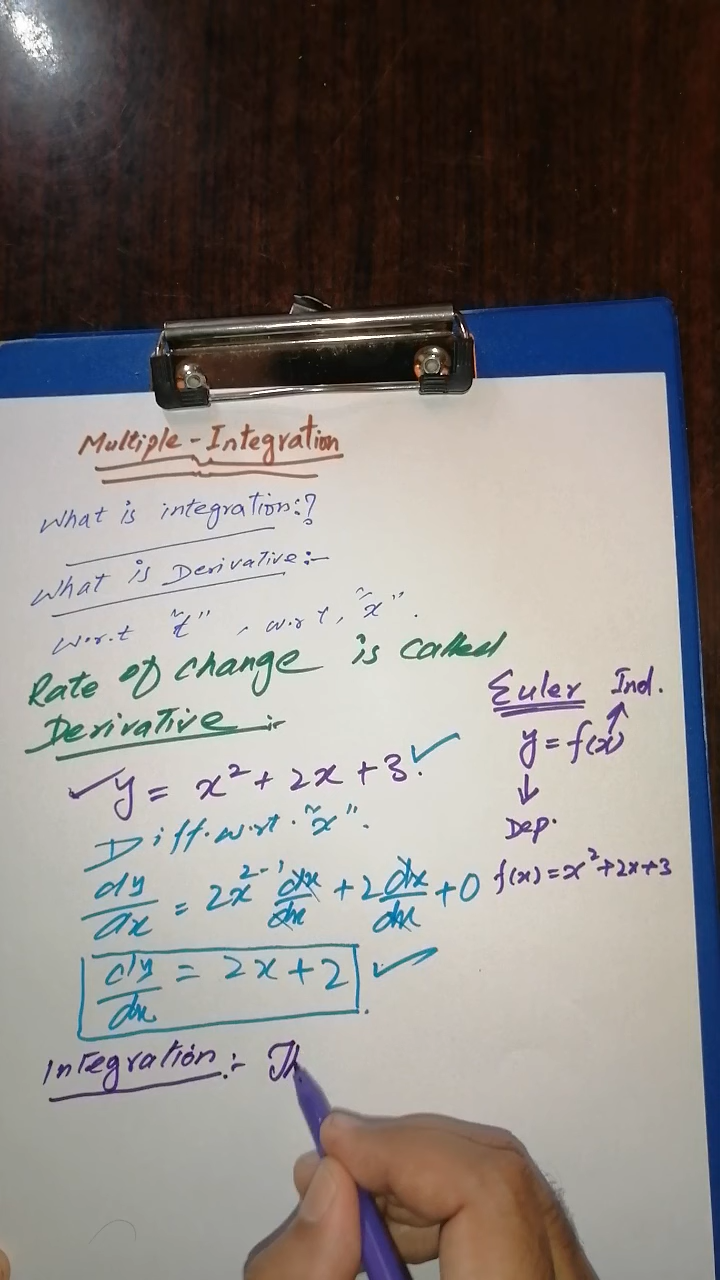 Multiple-Integration
What is integration:?
What is Derivative:-
w.r.t "t", w.r.t, "x".
Rate of change is called
Derivative:-
y = x² + 2x + 3.
Diff. w.r.t. "x".
dy/dx = 2x²⁻¹ dx/dx + 2 dx/dx + 0
dy/dx = 2x + 2.
Euler Ind.
y = f(x)
↓
Dep.
f(x) = x² + 2x + 3
Integration:- Th